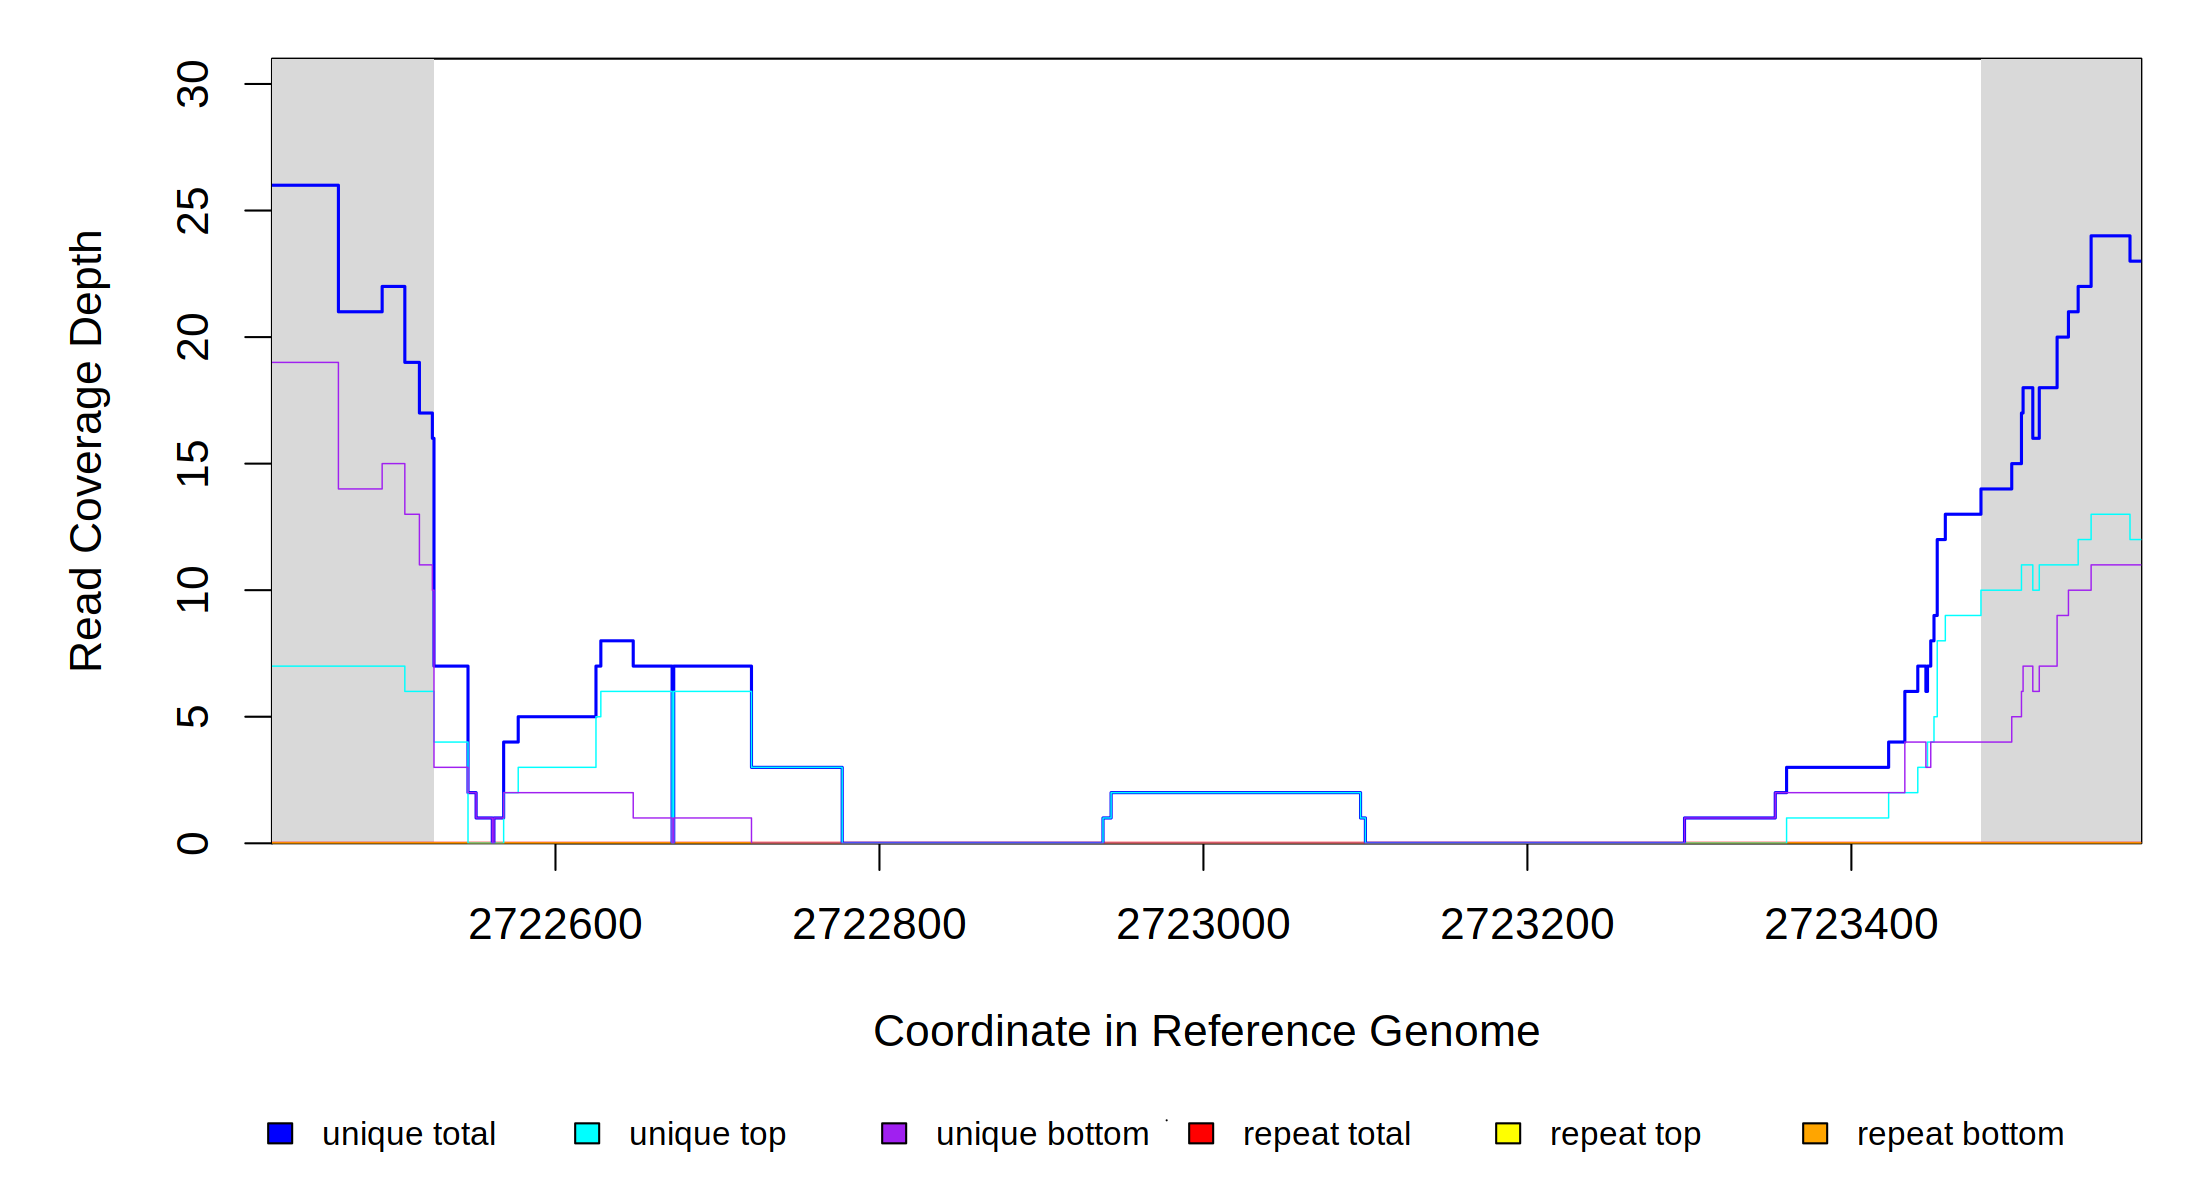 30
25
20
15
10
5
0
Read Coverage Depth
2722600 2722800 2723000 2723200 2723400
Coordinate in Reference Genome
unique total unique top unique bottom repeat total repeat top repeat bottom